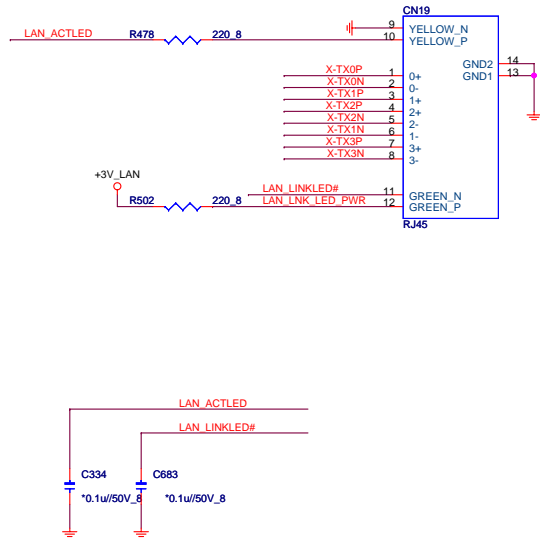 CN19
LAN_ACTLED
R478
220_8
9
YELLOW_N
10
YELLOW_P
GND2
14
GND1
13
X-TX0P
1
0+
X-TX0N
2
0-
X-TX1P
3
1+
X-TX2P
4
2+
X-TX2N
5
2-
X-TX1N
6
1-
X-TX3P
7
3+
X-TX3N
8
3-
+3V_LAN
R502
220_8
LAN_LINKLED#
11
GREEN_N
LAN_LNK_LED_PWR
12
GREEN_P
RJ45
LAN_ACTLED
LAN_LINKLED#
C334
C683
*0.1u//50V_8
*0.1u//50V_8